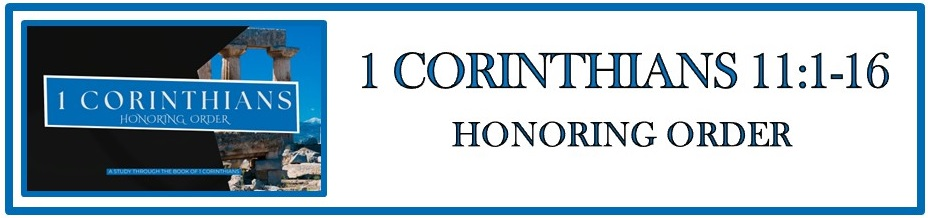 1 CORINTHIANS
HONORING ORDER
A STUDY THROUGH THE BOOK OF 1 CORINTHIANS
1 CORINTHIANS 11:1-16
HONORING ORDER